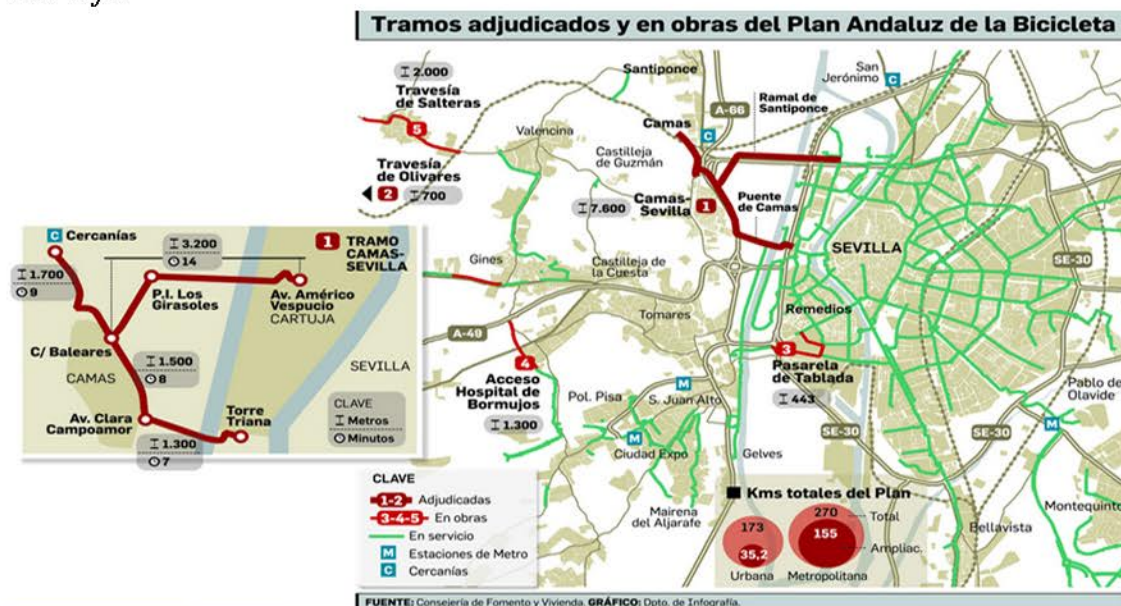 Tramos adjudicados y en obras del Plan Andaluz de la Bicicleta
2.000
Travesía
de Salteras
5
Travesía
de Olivares
2
700
Santiponce
Valencina
Castilleja
de Guzmán
7.600
Camas
C
A-66
Ramal de
Santiponce
San
Jerónimo
C
Camas-
Sevilla
1
Puente
de Camas
SEVILLA
SE-30
Gines
Castilleja de
la Cuesta
Tomares
A-49
4
Acceso
Hospital de
Bormujos
1.300
Remedios
3
Pasarela
de Tablada
443
Pol. Pisa
S. Juan Alto
M
M
Ciudad Expo
Mairena
del Aljarafe
Gelves
SE-30
SE-30
Pablo de
Olavide
M
Bellavista
Montequinto
C Cercanías
1.700
9
3.200
14
1 TRAMO
CAMAS-
SEVILLA
P.I. Los
Girasoles
Av. Américo
Vespucio
CARTUJA
C/ Baleares
CAMAS
1.500
8
SEVILLA
Av. Clara
Campoamor
Torre
Triana
1.300
7
CLAVE
Metros
Minutos
CLAVE
1-2 Adjudicadas
3-4-5 En obras
En servicio
M Estaciones de Metro
C Cercanías
Kms totales del Plan
173
35,2
Urbana
270
155
Metropolitana
Total
Ampliac.
FUENTE: Consejería de Fomento y Vivienda. GRÁFICO: Dpto. de Infografía.